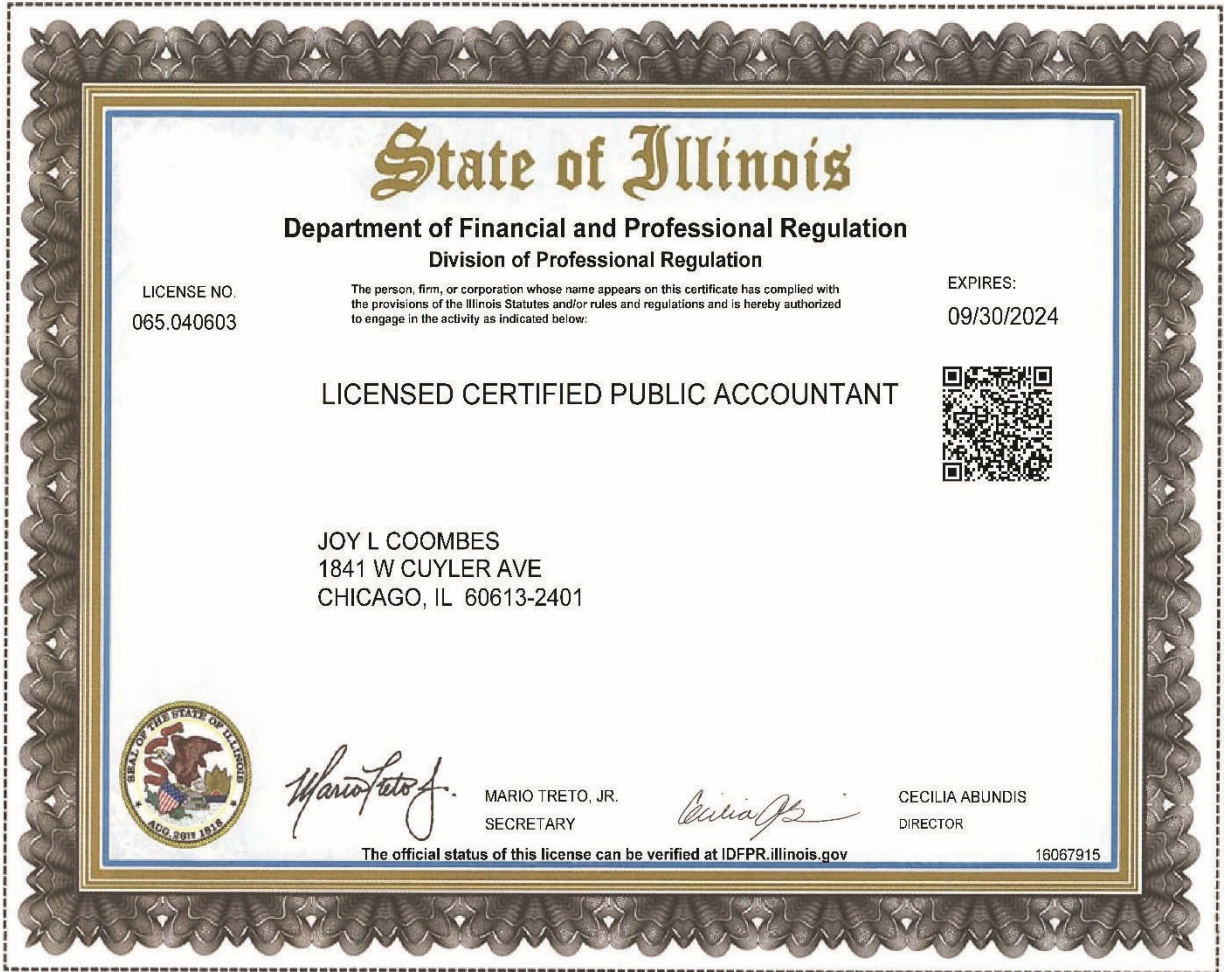 State of Illinois
Department of Financial and Professional Regulation
Division of Professional Regulation
LICENSE NO.
065.040603
The person, firm, or corporation whose name appears on this certificate has complied with
the provisions of the Illinois Statutes and/or rules and regulations and is hereby authorized
to engage in the activity as indicated below:
EXPIRES:
09/30/2024
LICENSED CERTIFIED PUBLIC ACCOUNTANT
JOY L COOMBES
1841 W CUYLER AVE
CHICAGO, IL 60613-2401
SEAL OF THE STATE OF ILLINOIS
AUG. 26TH 1818
Mario Treto Jr.
MARIO TRETO, JR.
SECRETARY
Cecilia
CECILIA ABUNDIS
DIRECTOR
The official status of this license can be verified at IDFPR.illinois.gov
16067915